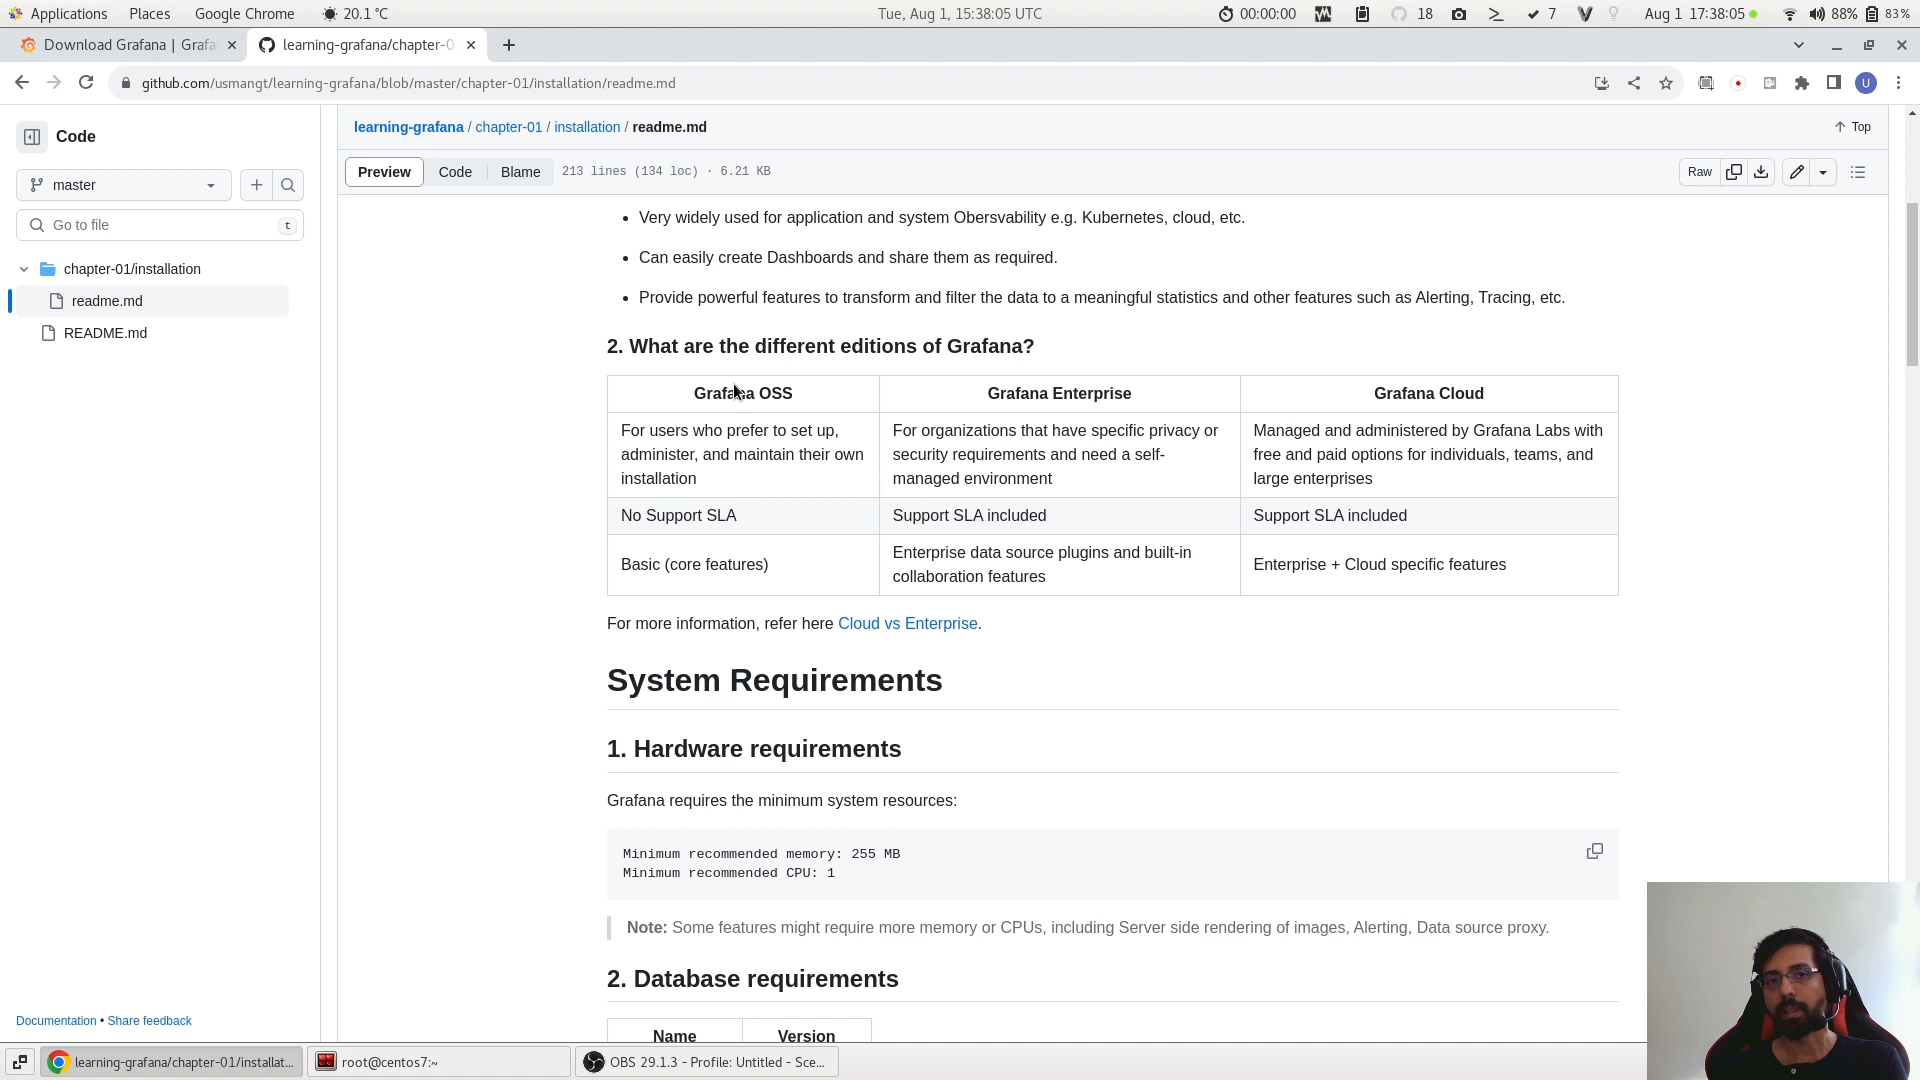 Applications Places Google Chrome 20.1 °C Tue, Aug 1, 15:38:05 UTC 00:00:00 18 7 Aug 1 17:38:05 88% 83%
Download Grafana | Grafa learning-grafana/chapter-0
github.com/usmangt/learning-grafana/blob/master/chapter-01/installation/readme.md U
Code
master
Go to file t
chapter-01/installation
readme.md
README.md
Documentation • Share feedback
learning-grafana / chapter-01 / installation / readme.md Top
Preview Code Blame 213 lines (134 loc) · 6.21 KB Raw
• Very widely used for application and system Obersvability e.g. Kubernetes, cloud, etc.
• Can easily create Dashboards and share them as required.
• Provide powerful features to transform and filter the data to a meaningful statistics and other features such as Alerting, Tracing, etc.
2. What are the different editions of Grafana?
Grafana OSS Grafana Enterprise Grafana Cloud
For users who prefer to set up, For organizations that have specific privacy or Managed and administered by Grafana Labs with
administer, and maintain their own security requirements and need a self- free and paid options for individuals, teams, and
installation managed environment large enterprises
No Support SLA Support SLA included Support SLA included
Basic (core features) Enterprise data source plugins and built-in collaboration features Enterprise + Cloud specific features
For more information, refer here Cloud vs Enterprise.
System Requirements
1. Hardware requirements
Grafana requires the minimum system resources:
Minimum recommended memory: 255 MB
Minimum recommended CPU: 1
Note: Some features might require more memory or CPUs, including Server side rendering of images, Alerting, Data source proxy.
2. Database requirements
Name Version
learning-grafana/chapter-01/installat... root@centos7:~ OBS 29.1.3 - Profile: Untitled - Sce...